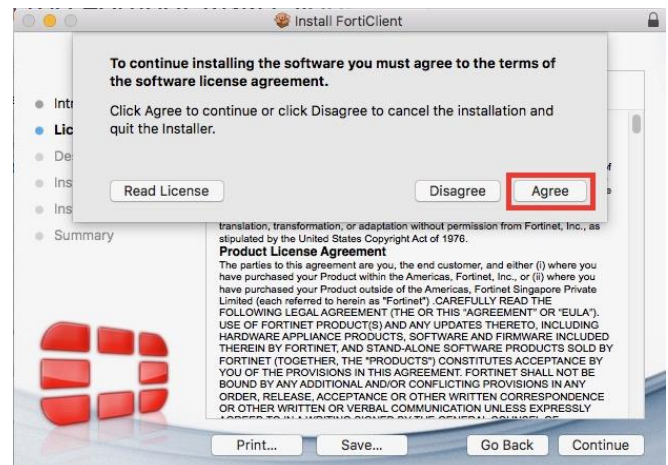 Install FortiClient
To continue installing the software you must agree to the terms of
the software license agreement.
Click Agree to continue or click Disagree to cancel the installation and
quit the Installer.
Read License
Disagree
Agree
Int
Lic
De
Ins
Ins
Summary
translation, transformation, or adaptation without permission from Fortinet, Inc., as
stipulated by the United States Copyright Act of 1976.
Product License Agreement
The parties to this agreement are you, the end customer, and either (i) where you
have purchased your Product within the Americas, Fortinet, Inc., or (ii) where you
have purchased your Product outside of the Americas, Fortinet Singapore Private
Limited (each referred to herein as "Fortinet") .CAREFULLY READ THE
FOLLOWING LEGAL AGREEMENT (THE OR THIS "AGREEMENT" OR "EULA").
USE OF FORTINET PRODUCT(S) AND ANY UPDATES THERETO, INCLUDING
HARDWARE APPLIANCE PRODUCTS, SOFTWARE AND FIRMWARE INCLUDED
THEREIN BY FORTINET, AND STAND-ALONE SOFTWARE PRODUCTS SOLD BY
FORTINET (TOGETHER, THE "PRODUCTS") CONSTITUTES ACCEPTANCE BY
YOU OF THE PROVISIONS IN THIS AGREEMENT. FORTINET SHALL NOT BE
BOUND BY ANY ADDITIONAL AND/OR CONFLICTING PROVISIONS IN ANY
ORDER, RELEASE, ACCEPTANCE OR OTHER WRITTEN CORRESPONDENCE
OR OTHER WRITTEN OR VERBAL COMMUNICATION UNLESS EXPRESSLY
Print...
Save...
Go Back
Continue